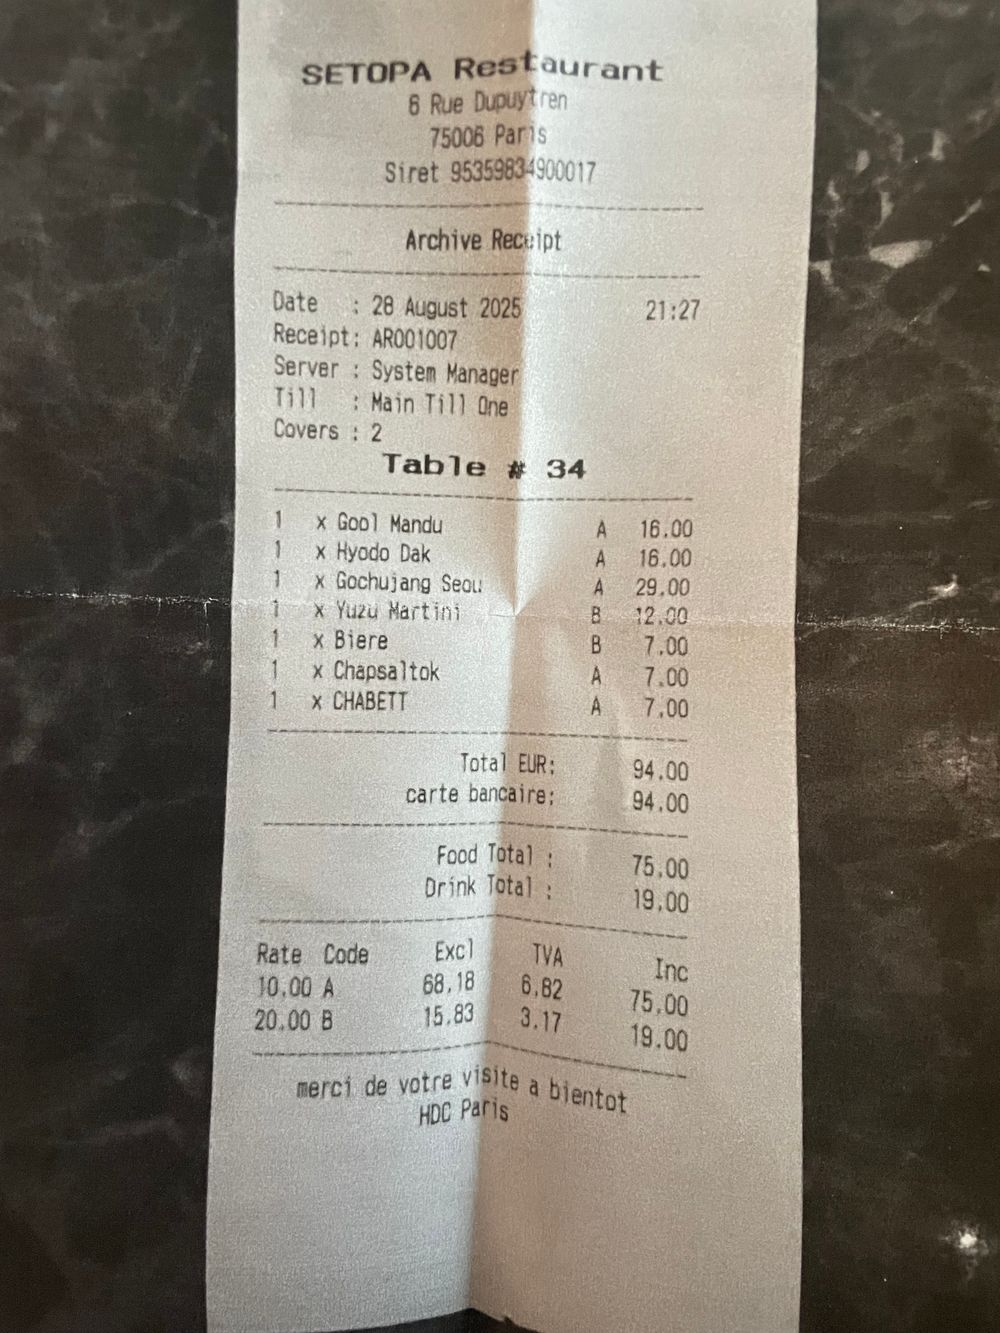 SETOPA Restaurant
6 Rue Dupuytren
75006 Paris
Siret 95359834900017
Archive Receipt
Date : 28 August 2025 21:27
Receipt: AR001007
Server : System Manager
Till : Main Till One
Covers : 2
Table # 34
1 x Gool Mandu A 16.00
1 x Hyodo Dak A 16.00
1 x Gochujang Seou A 29.00
1 x Yuzu Martini B 12.00
1 x Biere B 7.00
1 x Chapsaltok A 7.00
1 x CHABETT A 7.00
Total EUR: 94.00
carte bancaire: 94.00
Food Total : 75.00
Drink Total : 19.00
Rate Code Excl TVA Inc
10.00 A 68.18 6.82 75.00
20.00 B 15.83 3.17 19.00
merci de votre visite a bientot
HDC Paris